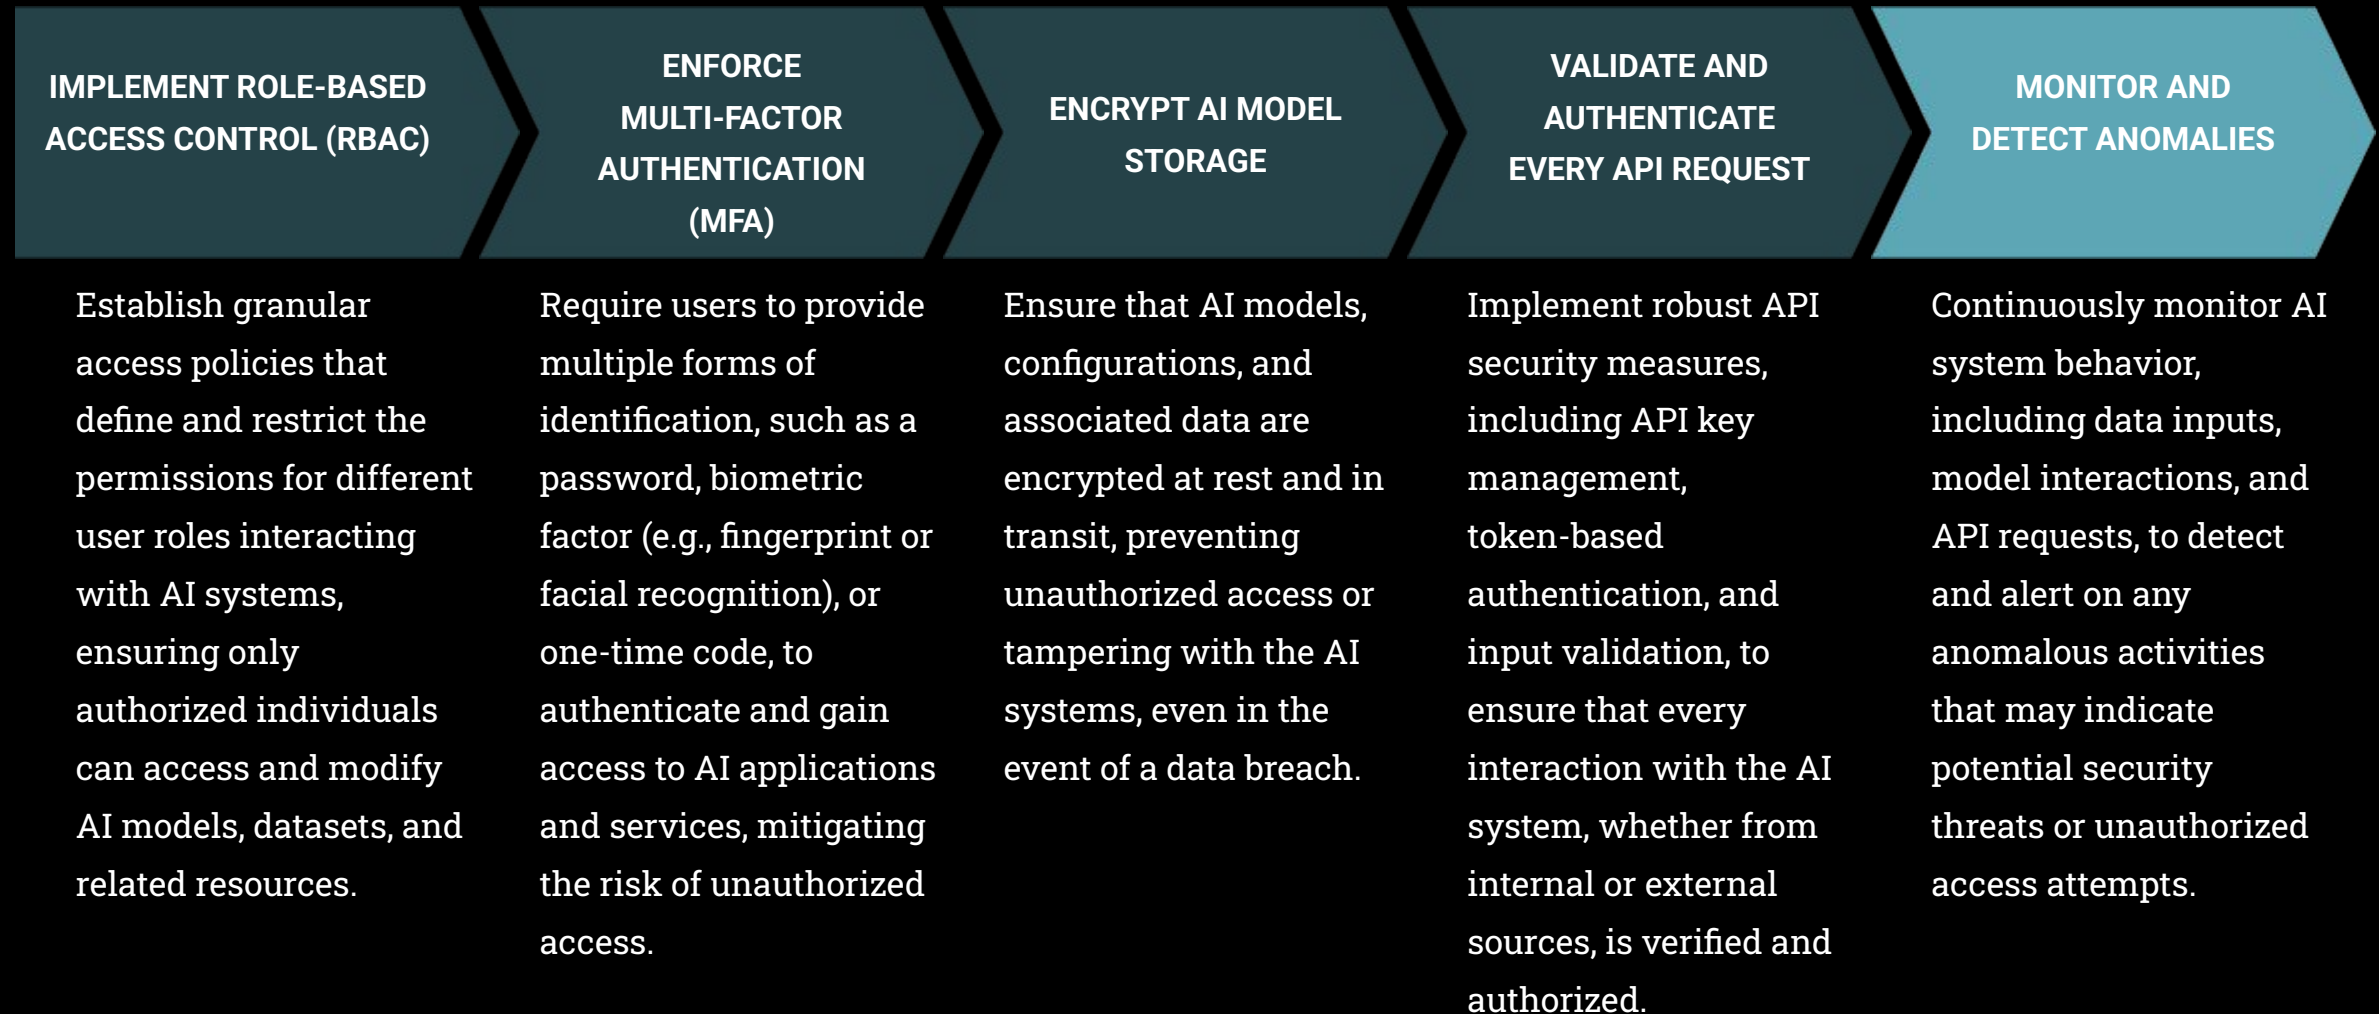 IMPLEMENT ROLE-BASED
ACCESS CONTROL (RBAC)
Establish granular
access policies that
define and restrict the
permissions for different
user roles interacting
with AI systems,
ensuring only
authorized individuals
can access and modify
AI models, datasets, and
related resources.
ENFORCE
MULTI-FACTOR
AUTHENTICATION
(MFA)
Require users to provide
multiple forms of
identification, such as a
password, biometric
factor (e.g., fingerprint or
facial recognition), or
one-time code, to
authenticate and gain
access to AI applications
and services, mitigating
the risk of unauthorized
access.
ENCRYPT AI MODEL
STORAGE
Ensure that AI models,
configurations, and
associated data are
encrypted at rest and in
transit, preventing
unauthorized access or
tampering with the AI
systems, even in the
event of a data breach.
VALIDATE AND
AUTHENTICATE
EVERY API REQUEST
Implement robust API
security measures,
including API key
management,
token-based
authentication, and
input validation, to
ensure that every
interaction with the AI
system, whether from
internal or external
sources, is verified and
authorized.
MONITOR AND
DETECT ANOMALIES
Continuously monitor AI
system behavior,
including data inputs,
model interactions, and
API requests, to detect
and alert on any
anomalous activities
that may indicate
potential security
threats or unauthorized
access attempts.